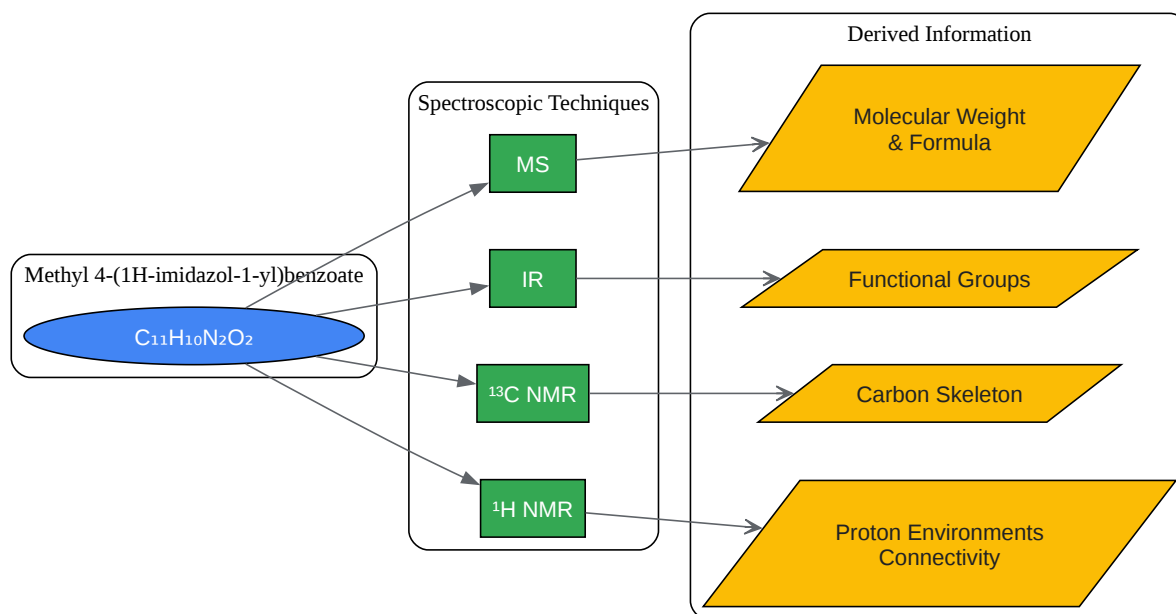 Derived Information
Molecular Weight
& Formula
Spectroscopic Techniques
MS
IR
Functional Groups
Methyl 4-(1H-imidazol-1-yl)benzoate
C₁₁H₁₀N₂O₂
¹³C NMR
Carbon Skeleton
¹H NMR
Proton Environments
Connectivity